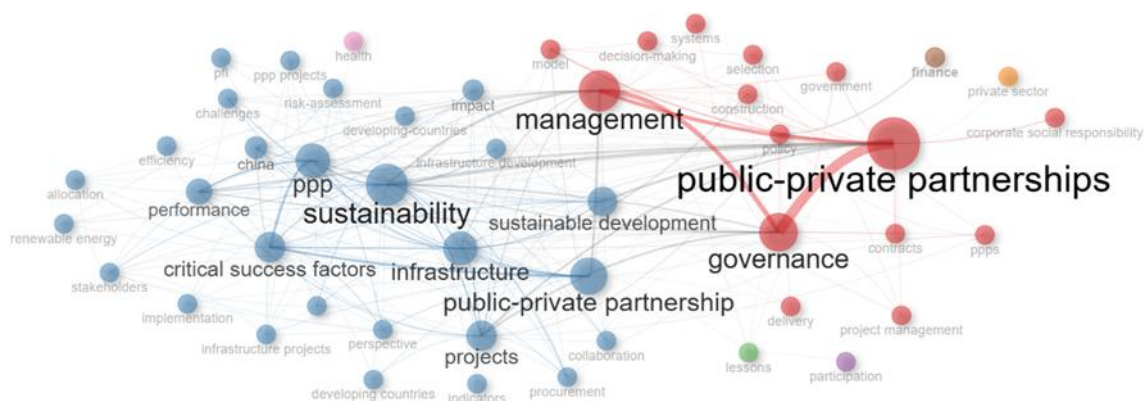 systems
health
model
decision-making
pfi
ppp projects
selection
finance
government
private sector
risk-assessment
challenges
impact
construction
management
developing-countries
corporate social responsibility
policy
efficiency
china
infrastructure development
public-private partnerships
ppp
allocation
performance
sustainability
sustainable development
renewable energy
contracts
ppps
critical success factors
infrastructure
governance
stakeholders
public-private partnership
implementation
delivery
project management
infrastructure projects
perspective
projects
collaboration
lessons
participation
developing countries
indicators
procurement